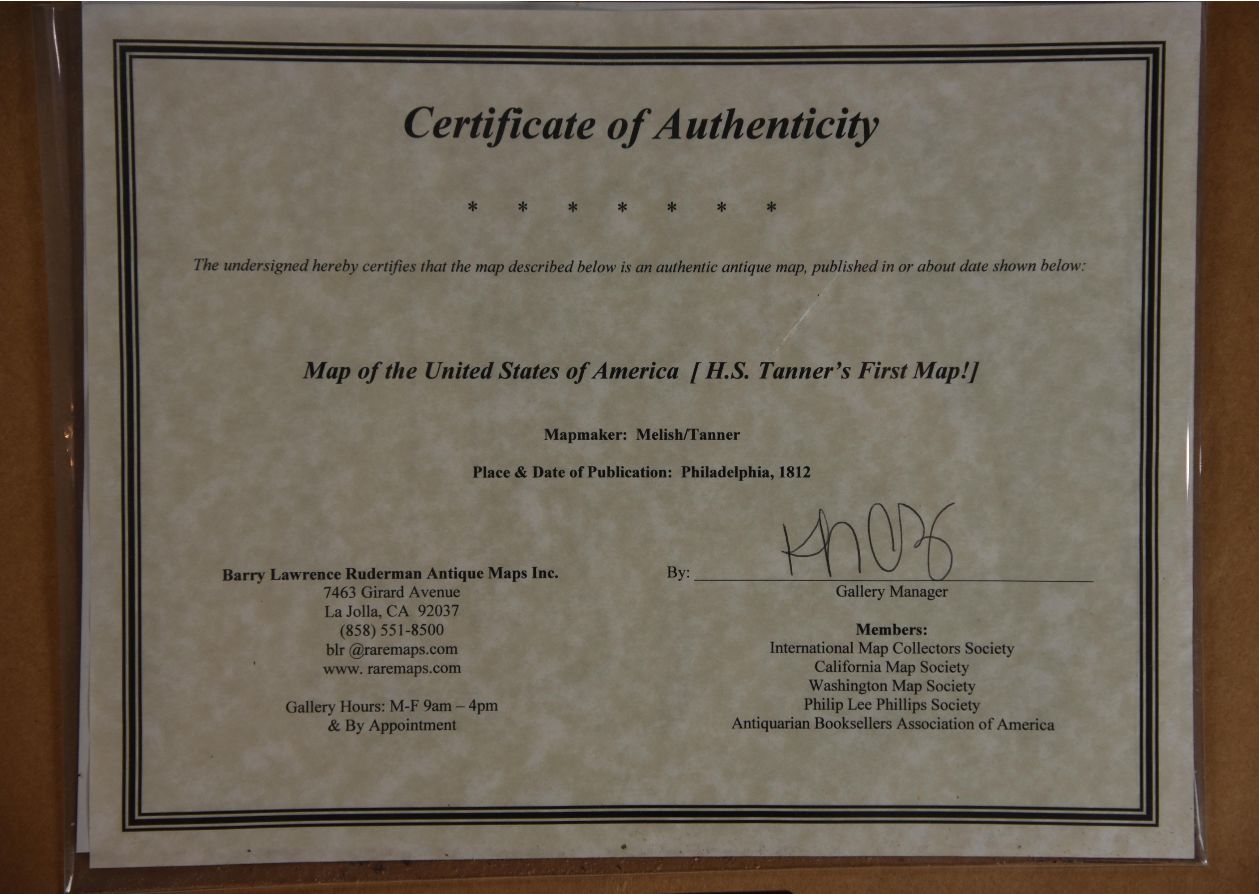 Certificate of Authenticity
* * * * * * *
The undersigned hereby certifies that the map described below is an authentic antique map, published in or about date shown below:
Map of the United States of America [ H.S. Tanner's First Map!]
Mapmaker: Melish/Tanner
Place & Date of Publication: Philadelphia, 1812
Barry Lawrence Ruderman Antique Maps Inc.
7463 Girard Avenue
La Jolla, CA 92037
(858) 551-8500
blr @raremaps.com
www. raremaps.com
Gallery Hours: M-F 9am – 4pm
& By Appointment
By:
Gallery Manager
Members:
International Map Collectors Society
California Map Society
Washington Map Society
Philip Lee Phillips Society
Antiquarian Booksellers Association of America